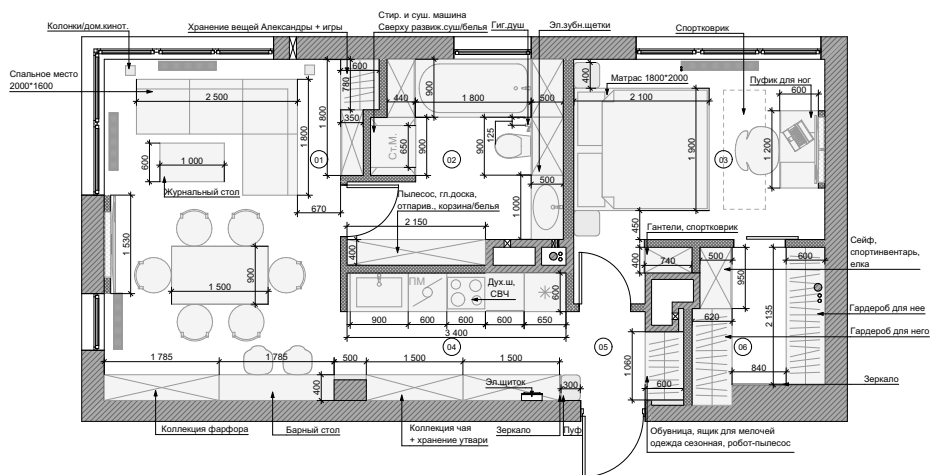 Колонки/дом.кинот.
Хранение вещей Александры + игры
Стир. и суш. машина
Сверху развиж.суш/белья
Гиг.душ
Эл.зубн.щетки
Спортковрик
Спальное место
2000*1600
Матрас 1800*2000
Пуфик для ног
2 500
600
780
1 800
350
440
900
1 800
500
400
2 100
600
1 800
01
650
Ст.М.
900
02
125
900
500
1 900
03
1 200
600
1 000
Журнальный стол
670
Пылесос, гл.доска,
отпарив., корзина/белья
1 000
2 150
400
450
Гантели, спортковрик
400
740
500
950
600
Сейф,
спортинвентарь,
елка
1 530
900
1 500
ПМ
Дух.ш,
СВЧ
600
900
600
600
600
650
3 400
04
05
1 060
600
620
2 135
06
840
Гардероб для нее
Гардероб для него
Зеркало
1 785
1 785
500
1 500
1 500
400
Эл.щиток
300
Коллекция фарфора
Барный стол
Коллекция чая
+ хранение утвари
Зеркало
Пуф
Обувница, ящик для мелочей
одежда сезонная, робот-пылесос